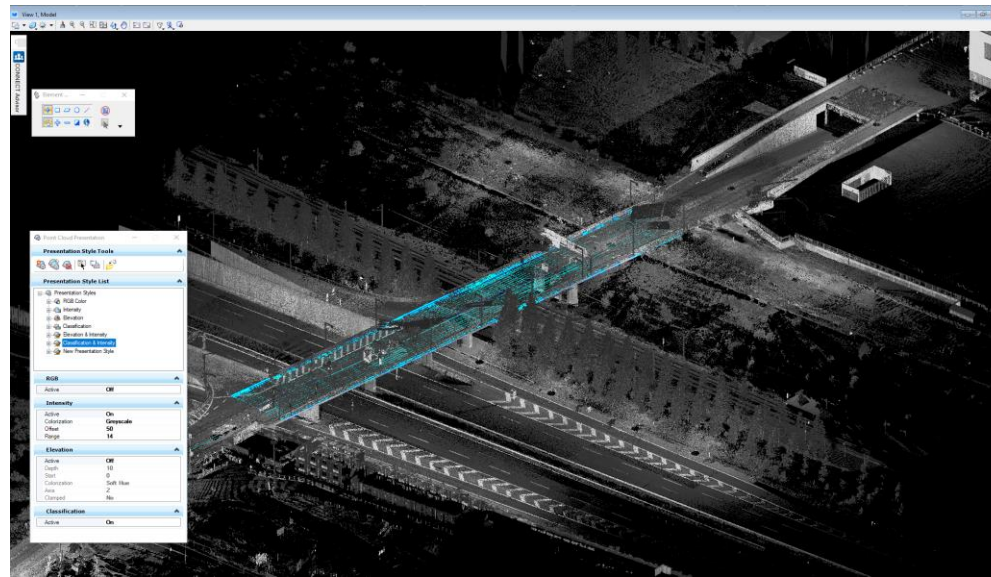 View 1, Model
CONNECT Advisor
Element ...
Point Cloud Presentation
Presentation Style Tools
Presentation Style List
Presentation Styles
RGB Color
Intensity
Elevation
Classification
Elevation & Intensity
Classification & Intensity
New Presentation Style
RGB
Active Off
Intensity
Active On
Colorization Greyscale
Offset 50
Range 14
Elevation
Active Off
Depth 10
Start 0
Colorization Soft Hue
Axis Z
Clamped No
Classification
Active On